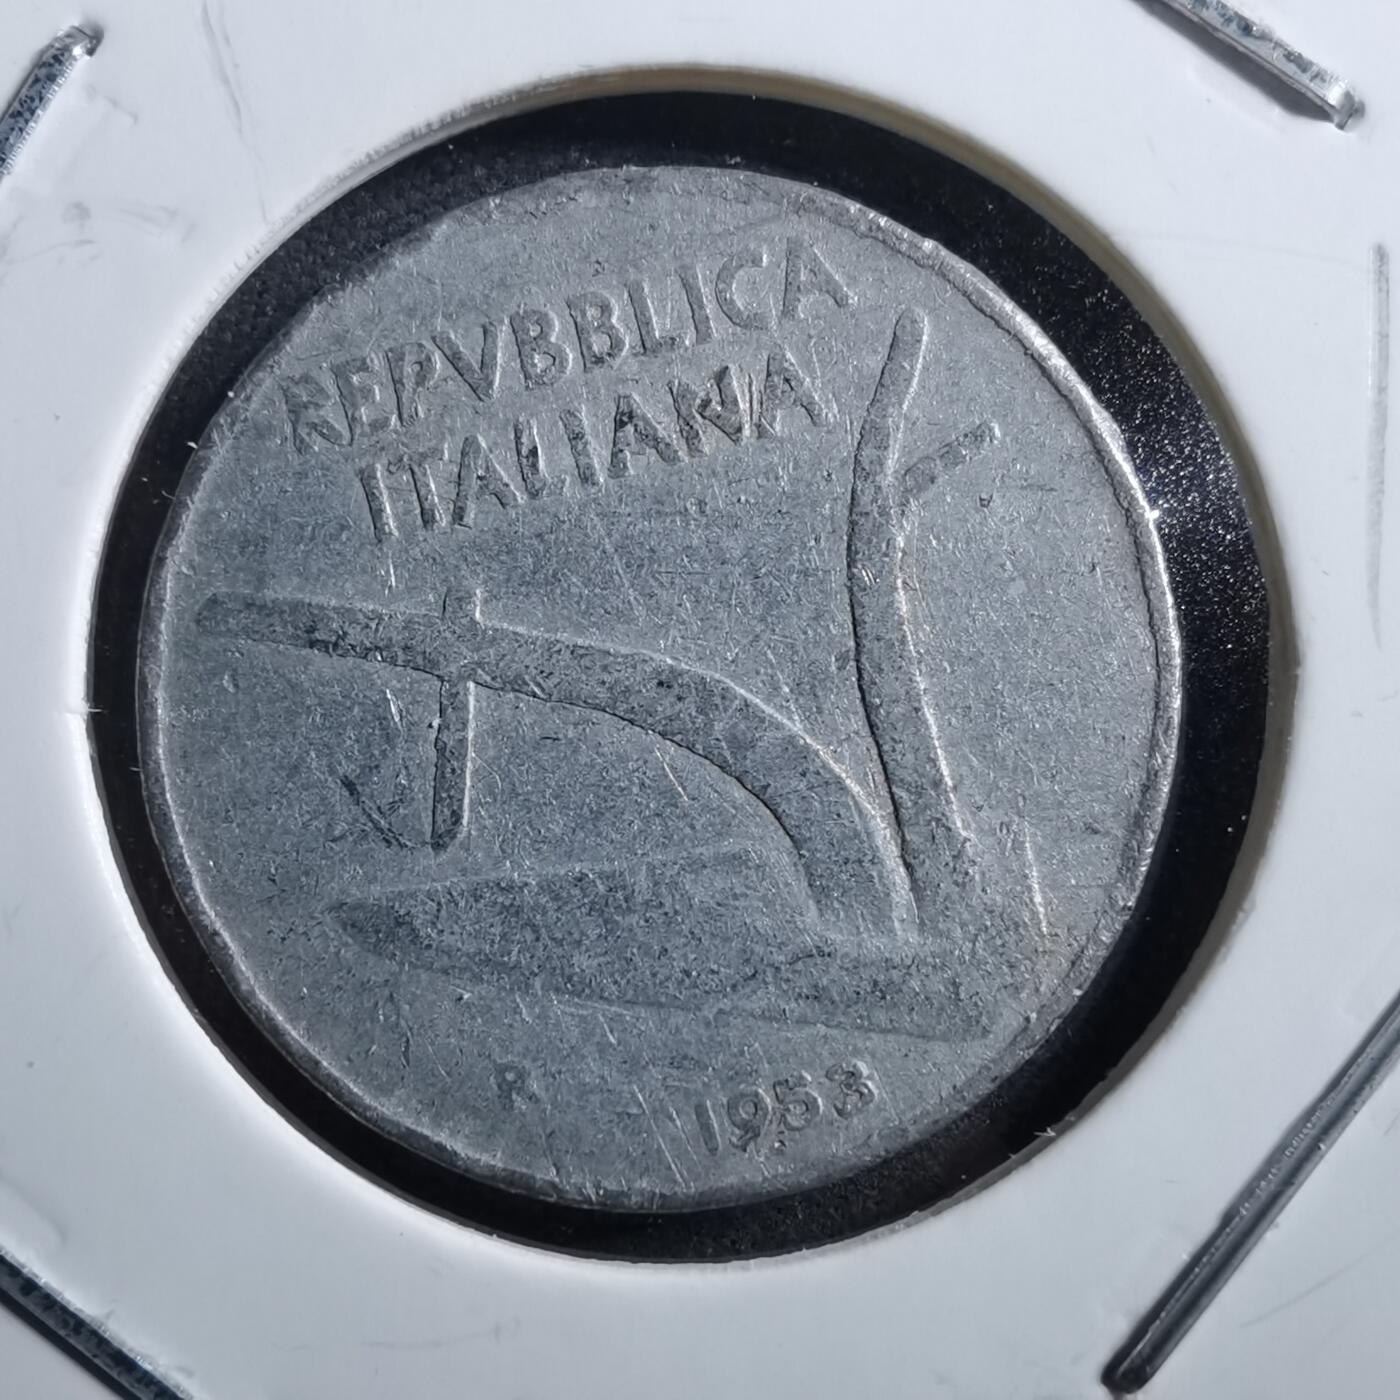 REPVBBLICA
ITALIANA
R
1953